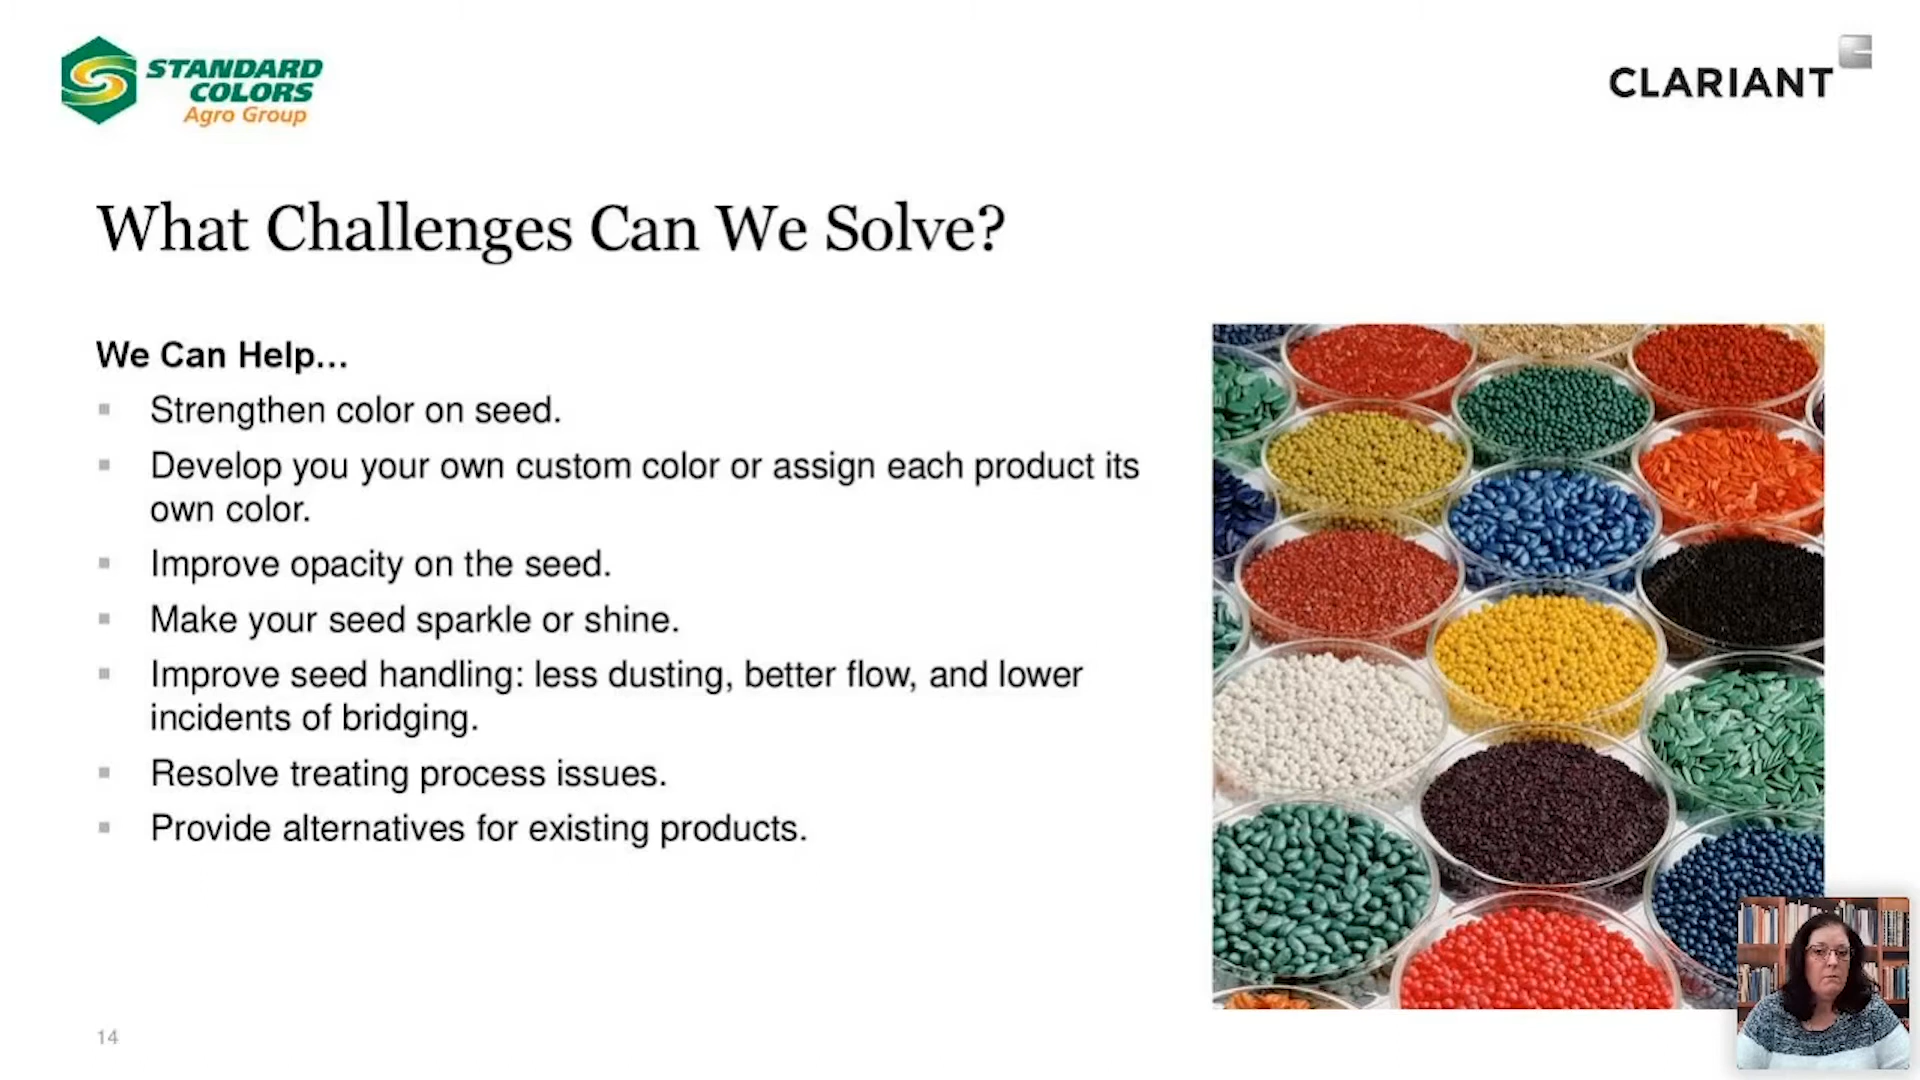 STANDARD
COLORS
Agro Group
CLARIANT
What Challenges Can We Solve?
We Can Help...
Strengthen color on seed.
Develop you your own custom color or assign each product its
own color.
Improve opacity on the seed.
Make your seed sparkle or shine.
Improve seed handling: less dusting, better flow, and lower
incidents of bridging.
Resolve treating process issues.
Provide alternatives for existing products.
14